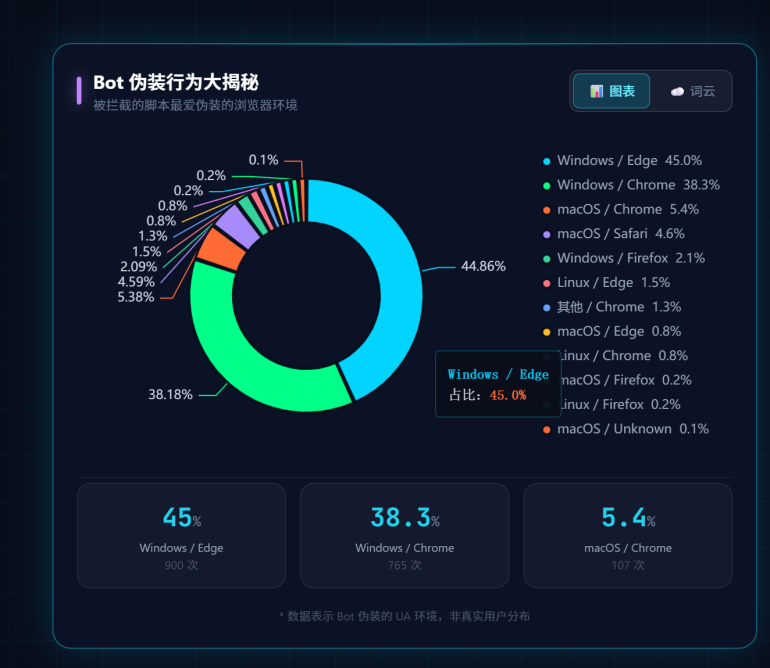 Bot 伪装行为大揭秘
被拦截的脚本最爱伪装的浏览器环境
图表
词云
0.1%
0.2%
0.2%
0.8%
0.8%
1.3%
1.5%
2.09%
4.59%
5.38%
44.86%
38.18%
Windows / Edge 45.0%
Windows / Chrome 38.3%
macOS / Chrome 5.4%
macOS / Safari 4.6%
Windows / Firefox 2.1%
Linux / Edge 1.5%
其他 / Chrome 1.3%
macOS / Edge 0.8%
Linux / Chrome 0.8%
macOS / Firefox 0.2%
Linux / Firefox 0.2%
macOS / Unknown 0.1%
Windows / Edge
占比: 45.0%
45%
Windows / Edge
900 次
38.3%
Windows / Chrome
765 次
5.4%
macOS / Chrome
107 次
* 数据表示 Bot 伪装的 UA 环境，非真实用户分布